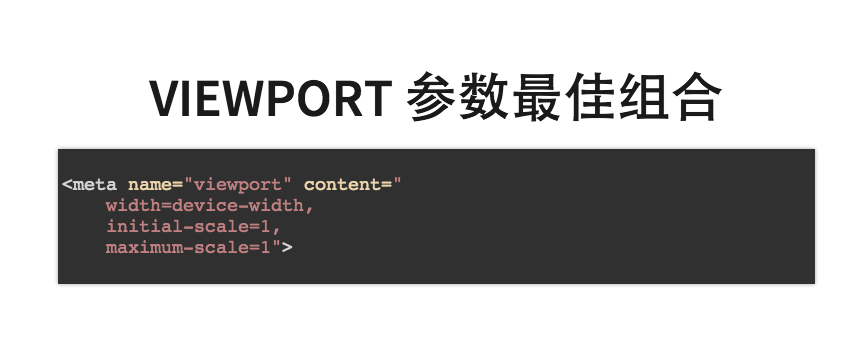 VIEWPORT 参数最佳组合
<meta name="viewport" content="
    width=device-width,
    initial-scale=1,
    maximum-scale=1">